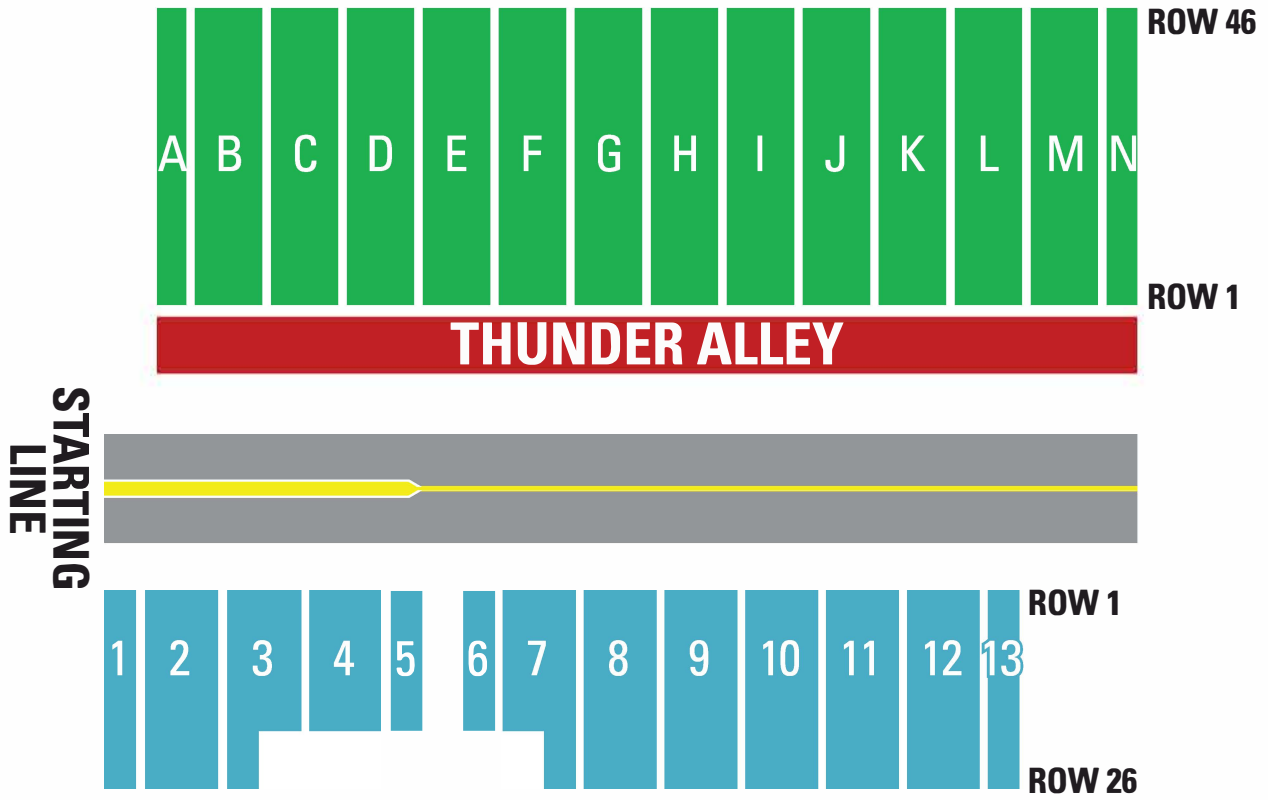 ROW 46
A B C D E F G H I J K L M N
ROW 1
THUNDER ALLEY
STARTING
LINE
ROW 1
1 2 3 4 5 6 7 8 9 10 11 12 13
ROW 26